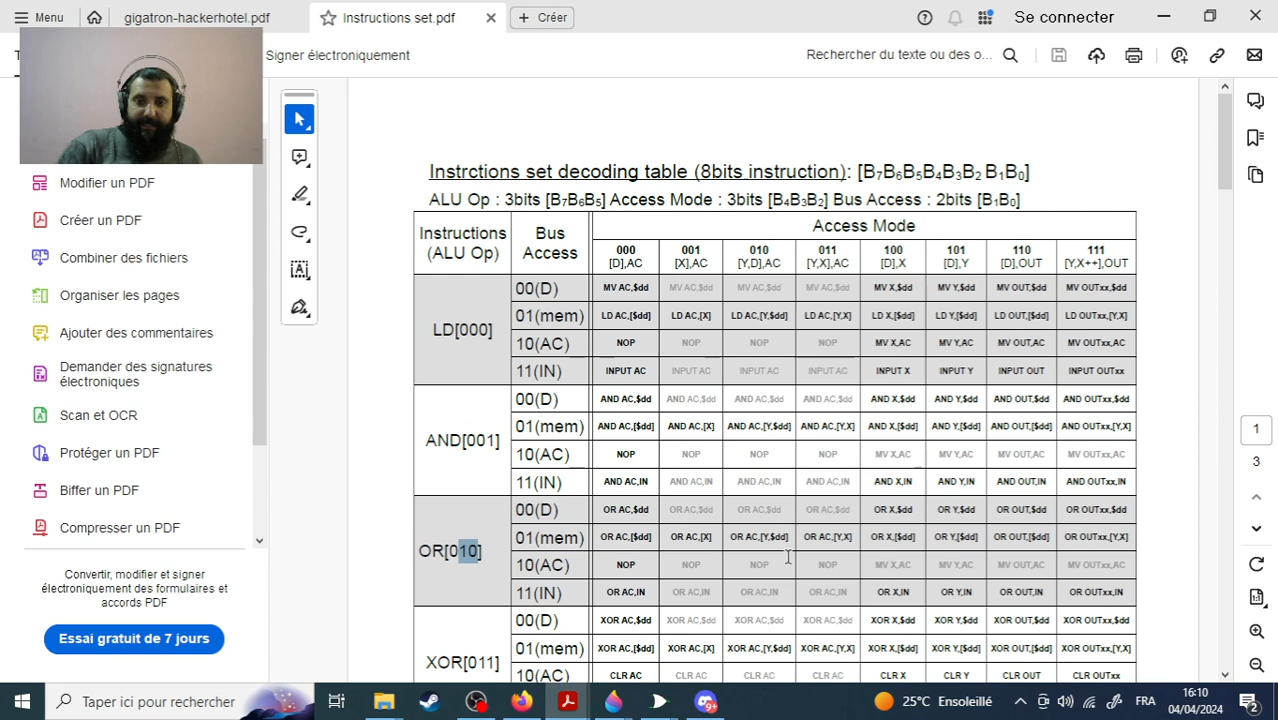 Menu gigatron-hackerhotel.pdf Instructions set.pdf Créer Se connecter
Signer électroniquement Rechercher du texte ou des o...
Modifier un PDF
Créer un PDF
Combiner des fichiers
Organiser les pages
Ajouter des commentaires
Demander des signatures
électroniques
Scan et OCR
Protéger un PDF
Biffer un PDF
Compresser un PDF
Convertir, modifier et signer
électroniquement des formulaires et
accords PDF
Essai gratuit de 7 jours
Instrctions set decoding table (8bits instruction): [B7B6B5B4B3B2 B1B0]
ALU Op : 3bits [B7B6B5] Access Mode : 3bits [B4B3B2] Bus Access : 2bits [B1B0]
Instructions (ALU Op) Bus Access Access Mode
000 001 010 011 100 101 110 111
[D],AC [X],AC [Y,D],AC [Y,X],AC [D],X [D],Y [D],OUT [Y,X++],OUT
LD[000]
00(D) MV AC,$dd MV AC,$dd MV AC,$dd MV AC,$dd MV X,$dd MV Y,$dd MV OUT,$dd MV OUTxx,$dd
01(mem) LD AC,[$dd] LD AC,[X] LD AC,[Y,$dd] LD AC,[Y,X] LD X,[$dd] LD Y,[$dd] LD OUT,[$dd] LD OUTxx,[Y,X]
10(AC) NOP NOP NOP NOP MV X,AC MV Y,AC MV OUT,AC MV OUTxx,AC
11(IN) INPUT AC INPUT AC INPUT AC INPUT AC INPUT X INPUT Y INPUT OUT INPUT OUTxx
AND[001]
00(D) AND AC,$dd AND AC,$dd AND AC,$dd AND AC,$dd AND X,$dd AND Y,$dd AND OUT,$dd AND OUTxx,$dd
01(mem) AND AC,[$dd] AND AC,[X] AND AC,[Y,$dd] AND AC,[Y,X] AND X,[$dd] AND Y,[$dd] AND OUT,[$dd] AND OUTxx,[Y,X]
10(AC) NOP NOP NOP NOP MV X,AC MV Y,AC MV OUT,AC MV OUTxx,AC
11(IN) AND AC,IN AND AC,IN AND AC,IN AND AC,IN AND X,IN AND Y,IN AND OUT,IN AND OUTxx,IN
OR[010]
00(D) OR AC,$dd OR AC,$dd OR AC,$dd OR AC,$dd OR X,$dd OR Y,$dd OR OUT,$dd OR OUTxx,$dd
01(mem) OR AC,[$dd] OR AC,[X] OR AC,[Y,$dd] OR AC,[Y,X] OR X,[$dd] OR Y,[$dd] OR OUT,[$dd] OR OUTxx,[Y,X]
10(AC) NOP NOP NOP NOP MV X,AC MV Y,AC MV OUT,AC MV OUTxx,AC
11(IN) OR AC,IN OR AC,IN OR AC,IN OR AC,IN OR X,IN OR Y,IN OR OUT,IN OR OUTxx,IN
XOR[011]
00(D) XOR AC,$dd XOR AC,$dd XOR AC,$dd XOR AC,$dd XOR X,$dd XOR Y,$dd XOR OUT,$dd XOR OUTxx,$dd
01(mem) XOR AC,[$dd] XOR AC,[X] XOR AC,[Y,$dd] XOR AC,[Y,X] XOR X,[$dd] XOR Y,[$dd] XOR OUT,[$dd] XOR OUTxx,[Y,X]
10(AC) CLR AC CLR AC CLR AC CLR AC CLR X CLR Y CLR OUT CLR OUTxx
1
3
Taper ici pour rechercher 9+ 25°C Ensoleillé FRA 16:10
04/04/2024 2